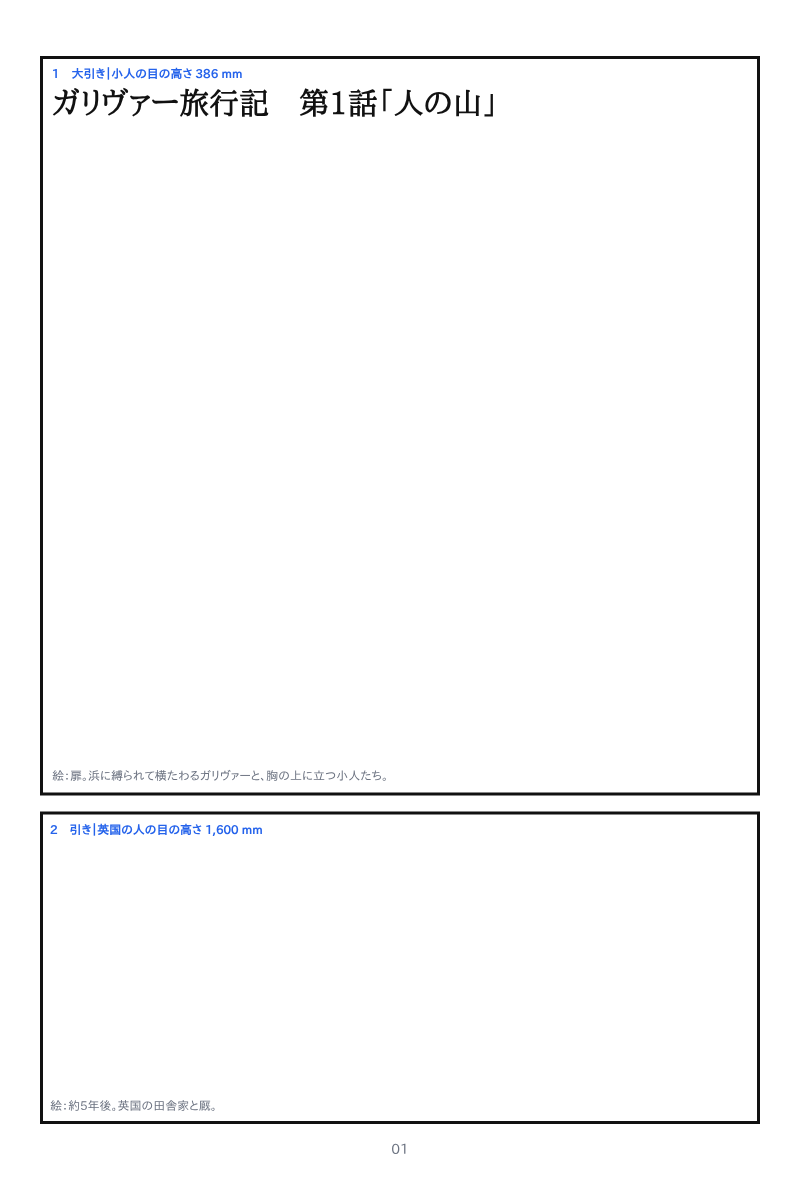 1　大引き|小人の目の高さ 386 mm
ガリヴァー旅行記　第1話「人の山」
絵：扉。浜に縛られて横たわるガリヴァーと、胸の上に立つ小人たち。
2　引き|英国の人の目の高さ 1,600 mm
絵：約5年後。英国の田舎家と厩。
01